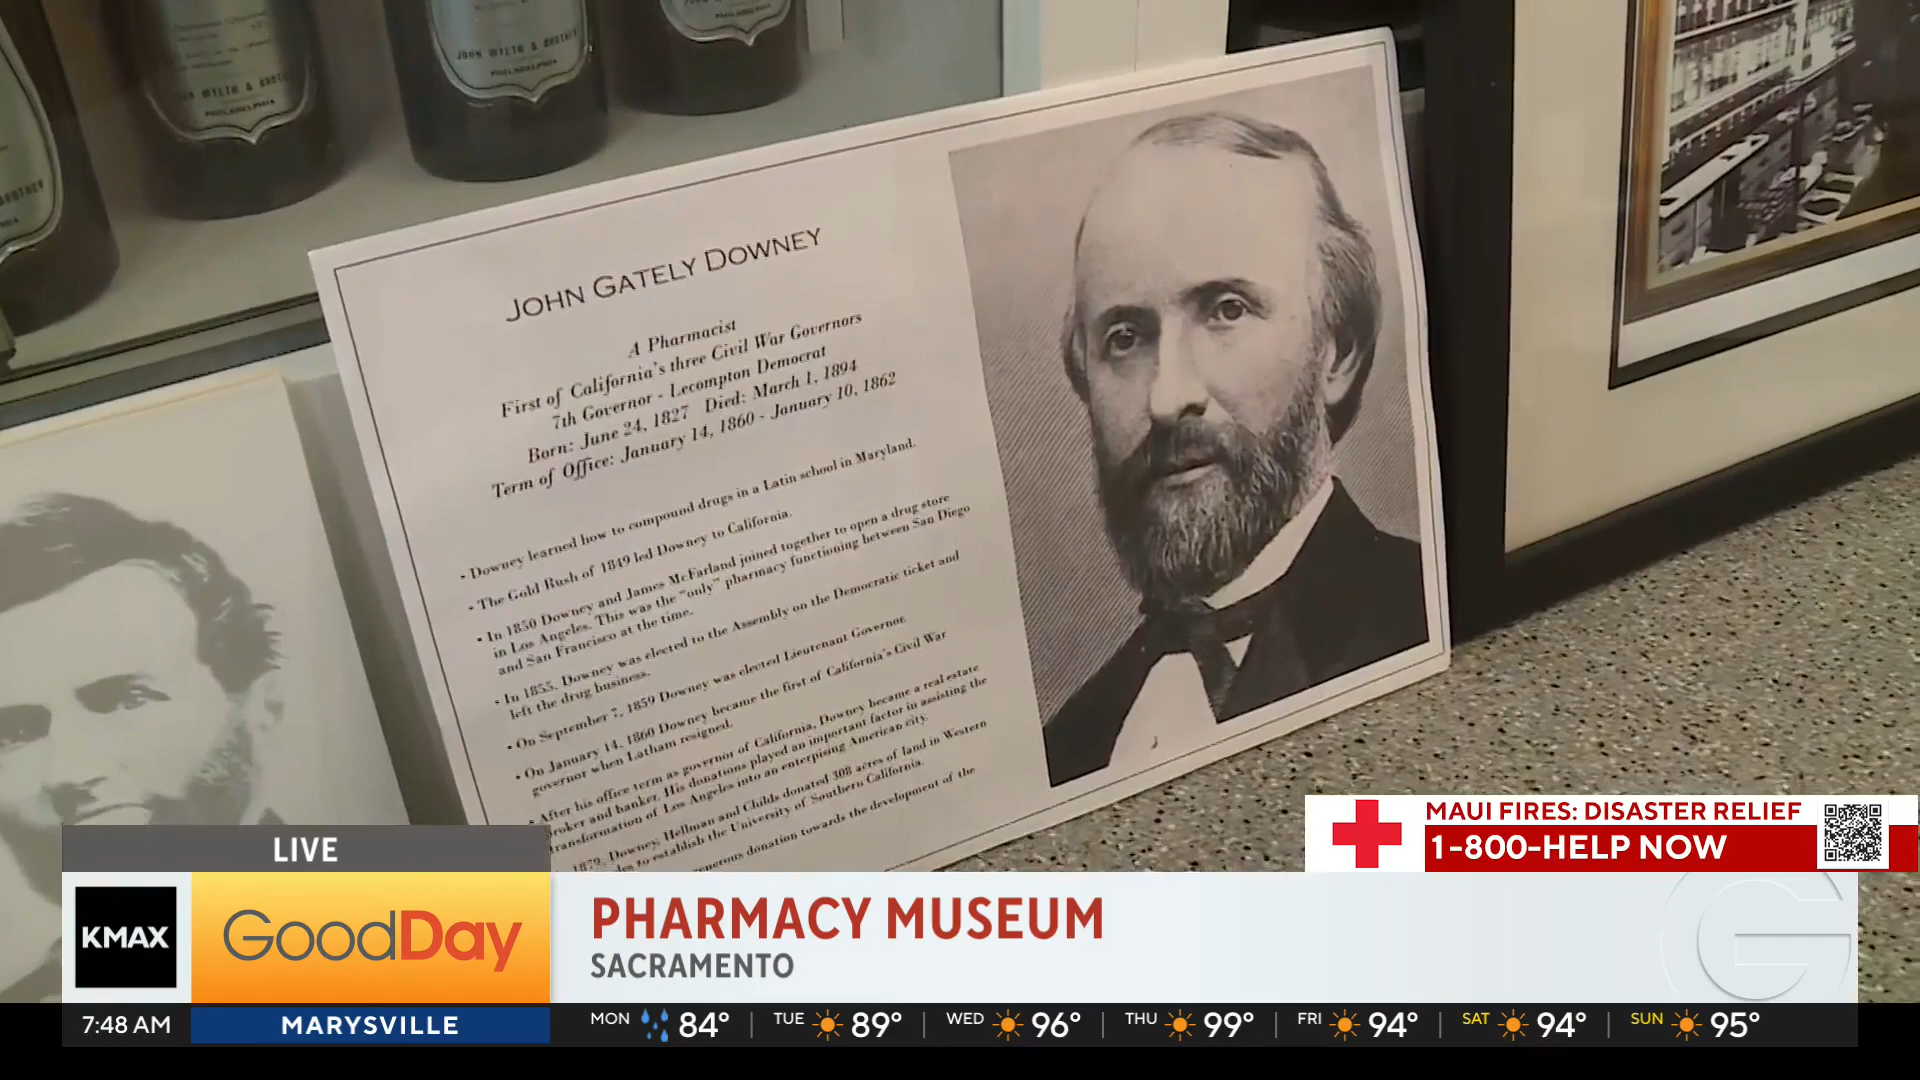 JOHN WYETH & BROTHER
PHILADELPHIA
JOHN WYETH & BROTHER
PHILADELPHIA
PHILADELPHIA
JOHN GATELY DOWNEY
A Pharmacist
First of California's three Civil War Governors
7th Governor - Lecompton Democrat
Born: June 24, 1827 Died: March 1, 1894
Term of Office: January 14, 1860 - January 10, 1862
• Downey learned how to compound drugs in a Latin school in Maryland.
• The Gold Rush of 1849 led Downey to California.
• In 1850 Downey and James McFarland joined together to open a drug store
in Los Angeles. This was the "only" pharmacy functioning between San Diego
and San Francisco at the time.
• In 1855, Downey was elected to the Assembly on the Democratic ticket and
left the drug business.
• On September 7, 1859 Downey was elected Lieutenant Governor.
• On January 14, 1860 Downey became the first of California's Civil War
governor when Latham resigned.
• After his office term as governor of California, Downey became a real estate
broker and banker. His donations played an important factor in assisting the
transformation of Los Angeles into an enterpising American city.
1879, Downey, Hellman and Childs donated 308 acres of land in Western
to establish the University of Southern California.
generous donation towards the development of the
MAUI FIRES: DISASTER RELIEF
1-800-HELP NOW
LIVE
KMAX
GoodDay
PHARMACY MUSEUM
SACRAMENTO
G
7:48 AM
MARYSVILLE
MON 84° TUE 89° WED 96° THU 99° FRI 94° SAT 94° SUN 95°